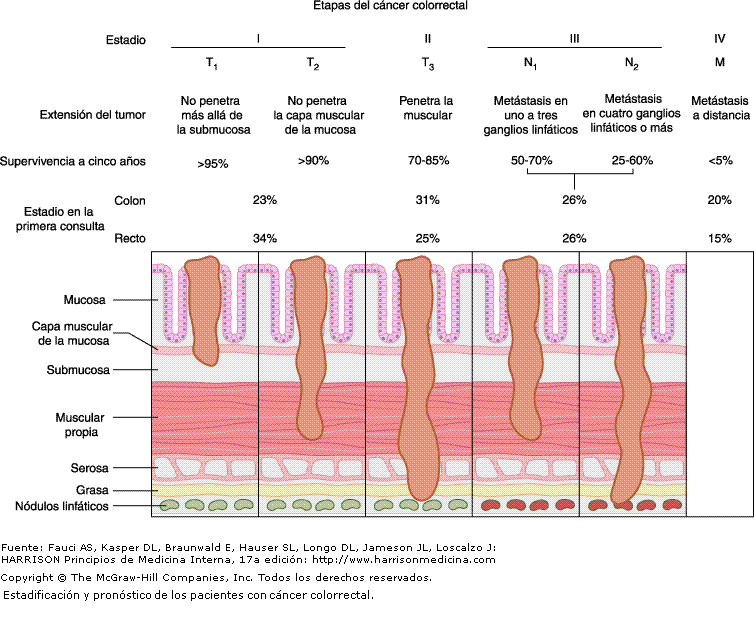 Etapas del cáncer colorrectal
Estadio I II III IV
T1 T2 T3 N1 N2 M
Extensión del tumor
No penetra
más allá de
la submucosa
No penetra
la capa muscular
de la mucosa
Penetra la
muscular
Metástasis en
uno a tres
ganglios linfáticos
Metástasis
en cuatro ganglios
linfáticos o más
Metástasis
a distancia
Supervivencia a cinco años >95% >90% 70-85% 50-70% 25-60% <5%
Estadio en la
primera consulta
Colon 23% 31% 26% 20%
Recto 34% 25% 26% 15%
Mucosa
Capa muscular
de la mucosa
Submucosa
Muscular
propia
Serosa
Grasa
Nódulos linfáticos
Fuente: Fauci AS, Kasper DL, Braunwald E, Hauser SL, Longo DL, Jameson JL, Loscalzo J:
HARRISON Principios de Medicina Interna, 17a edición: http://www.harrisonmedicina.com
Copyright © The McGraw-Hill Companies, Inc. Todos los derechos reservados.
Estadificación y pronóstico de los pacientes con cáncer colorrectal.